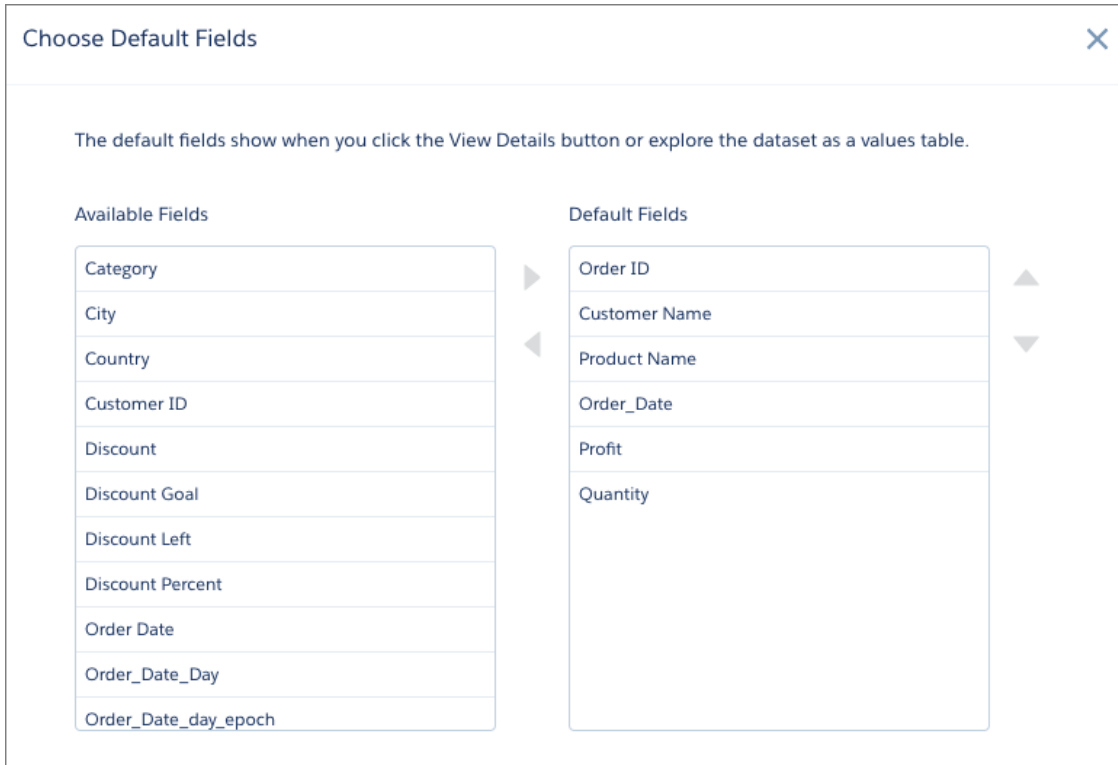 Choose Default Fields
The default fields show when you click the View Details button or explore the dataset as a values table.
Available Fields
Category
City
Country
Customer ID
Discount
Discount Goal
Discount Left
Discount Percent
Order Date
Order_Date_Day
Order_Date_day_epoch
Default Fields
Order ID
Customer Name
Product Name
Order_Date
Profit
Quantity